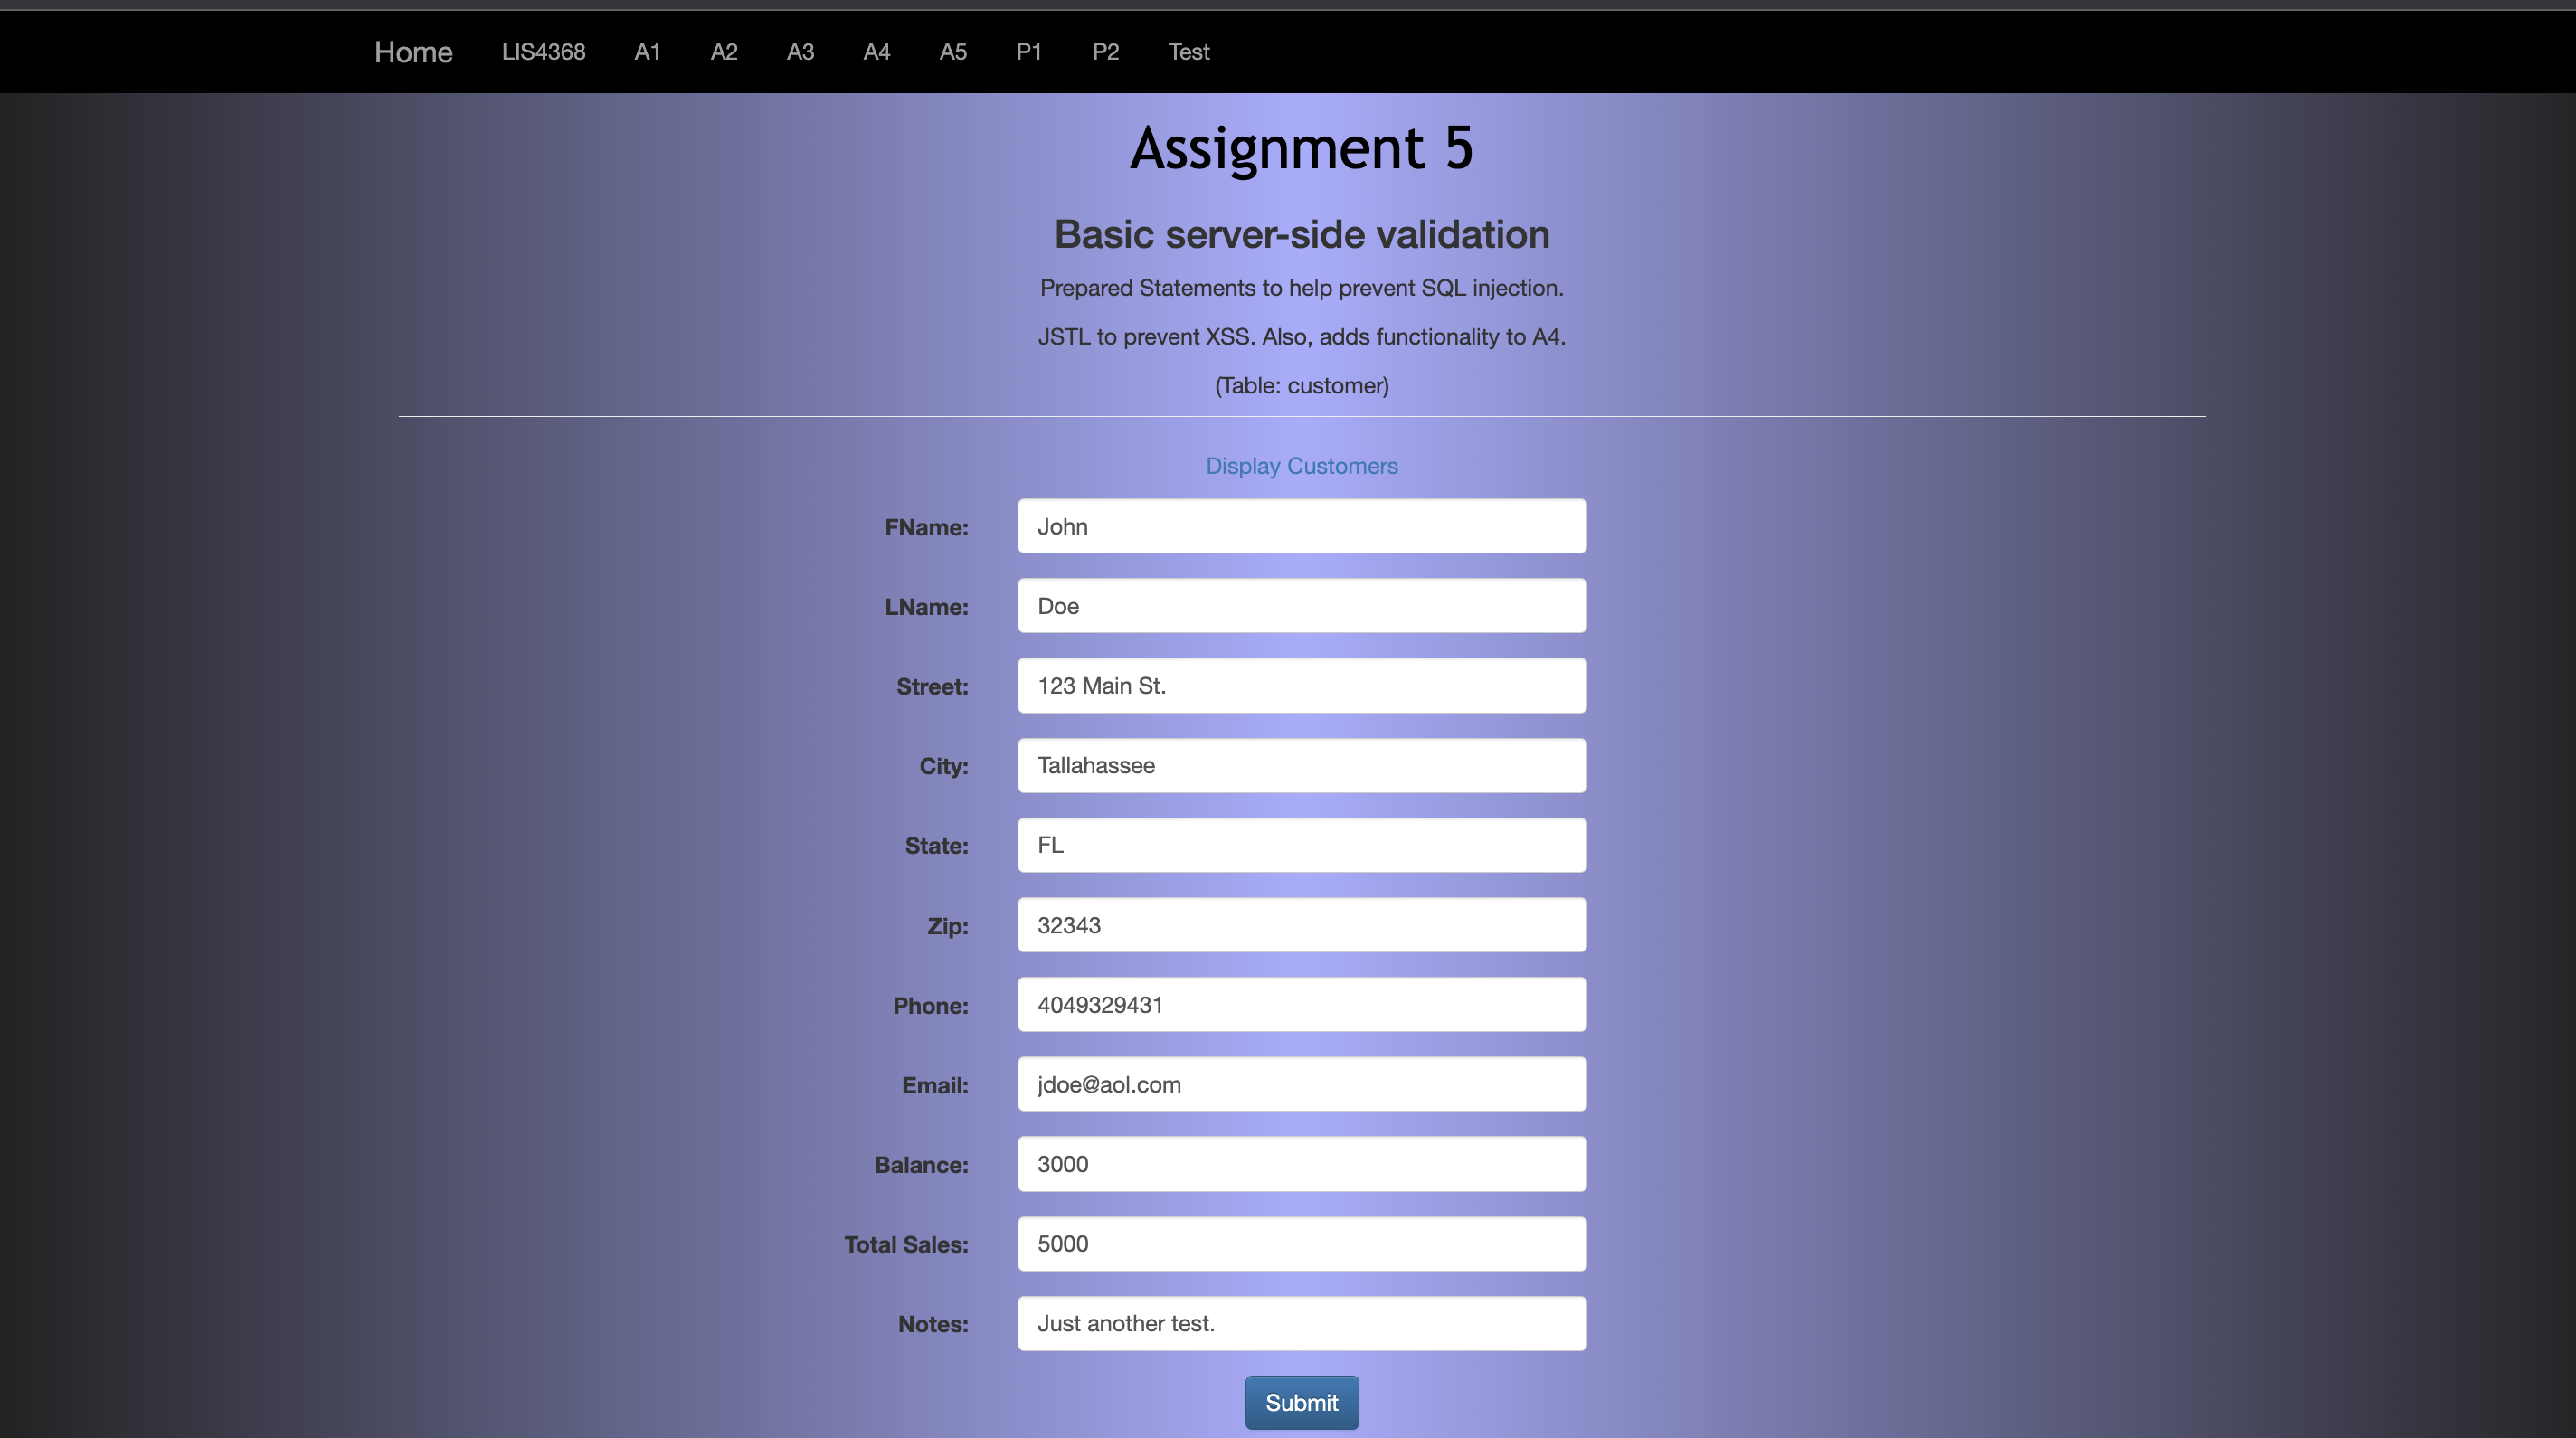 Home LIS4368 A1 A2 A3 A4 A5 P1 P2 Test
Assignment 5
Basic server-side validation
Prepared Statements to help prevent SQL injection.
JSTL to prevent XSS. Also, adds functionality to A4.
(Table: customer)
Display Customers
FName: John
LName: Doe
Street: 123 Main St.
City: Tallahassee
State: FL
Zip: 32343
Phone: 4049329431
Email: jdoe@aol.com
Balance: 3000
Total Sales: 5000
Notes: Just another test.
Submit